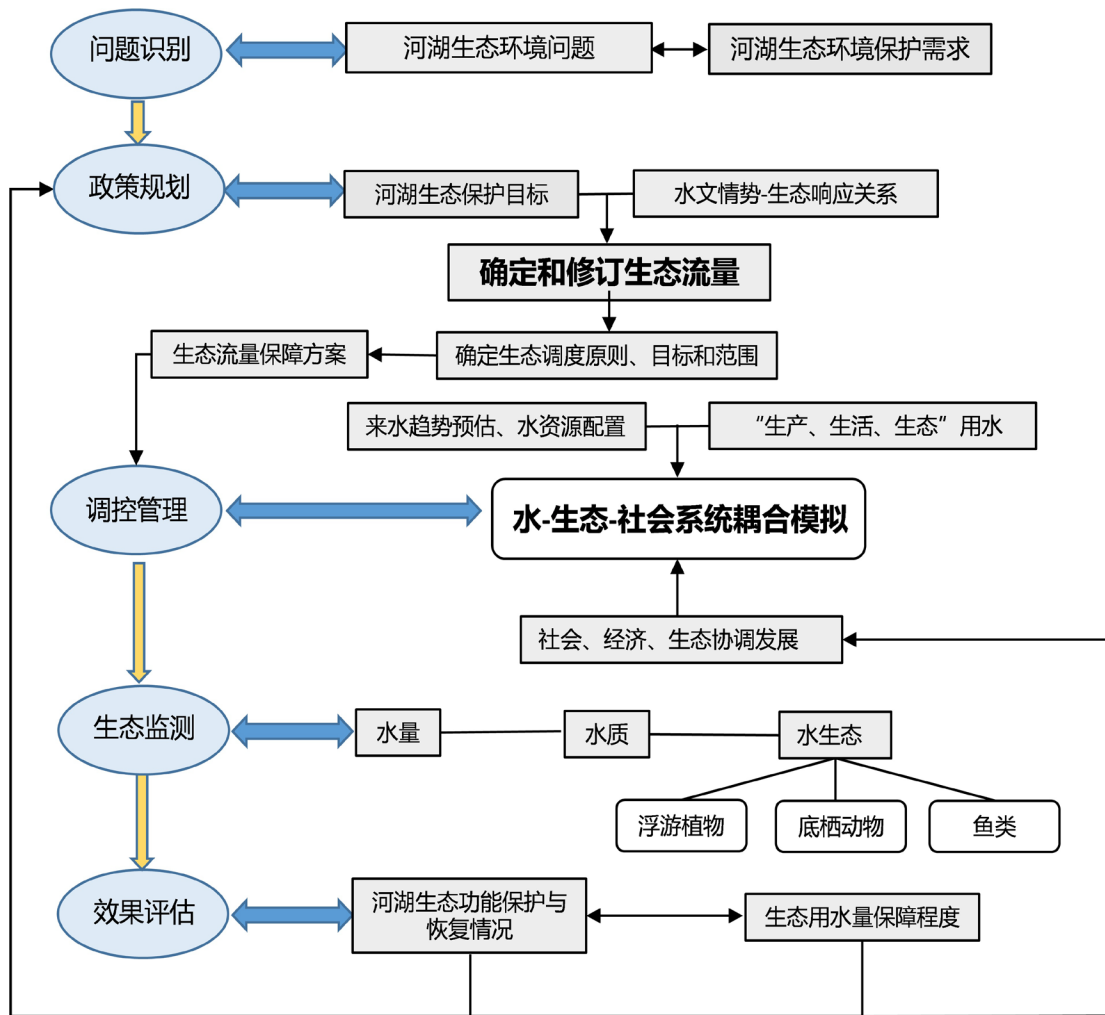 问题识别
河湖生态环境问题
河湖生态环境保护需求
政策规划
河湖生态保护目标
水文情势-生态响应关系
确定和修订生态流量
生态流量保障方案
确定生态调度原则、目标和范围
来水趋势预估、水资源配置
“生产、生活、生态”用水
调控管理
水-生态-社会系统耦合模拟
社会、经济、生态协调发展
生态监测
水量
水质
水生态
浮游植物
底栖动物
鱼类
效果评估
河湖生态功能保护与
恢复情况
生态用水量保障程度